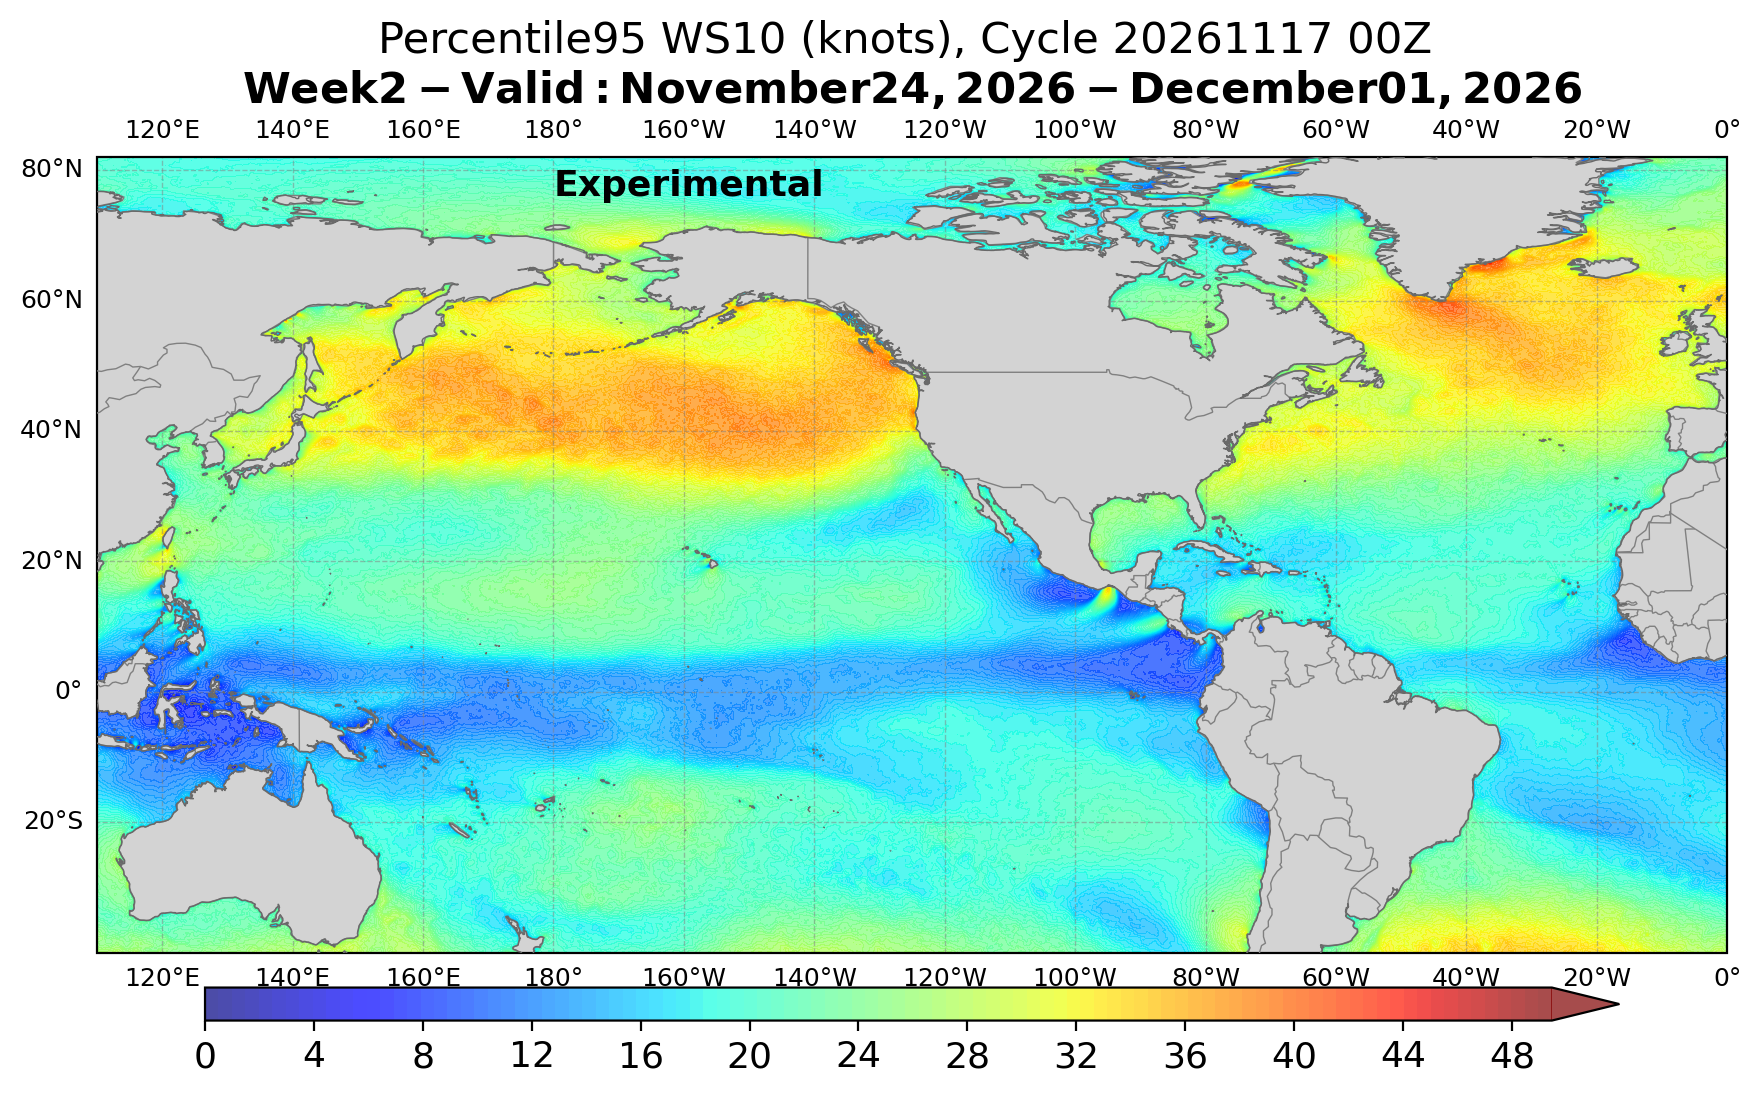 Percentile95 WS10 (knots), Cycle 20261117 00Z
Week2 − Valid : November24, 2026 − December01, 2026
120°E 140°E 160°E 180° 160°W 140°W 120°W 100°W 80°W 60°W 40°W 20°W 0°
80°N
Experimental
60°N
40°N
20°N
0°
20°S
120°E 140°E 160°E 180° 160°W 140°W 120°W 100°W 80°W 60°W 40°W 20°W 0°
0 4 8 12 16 20 24 28 32 36 40 44 48